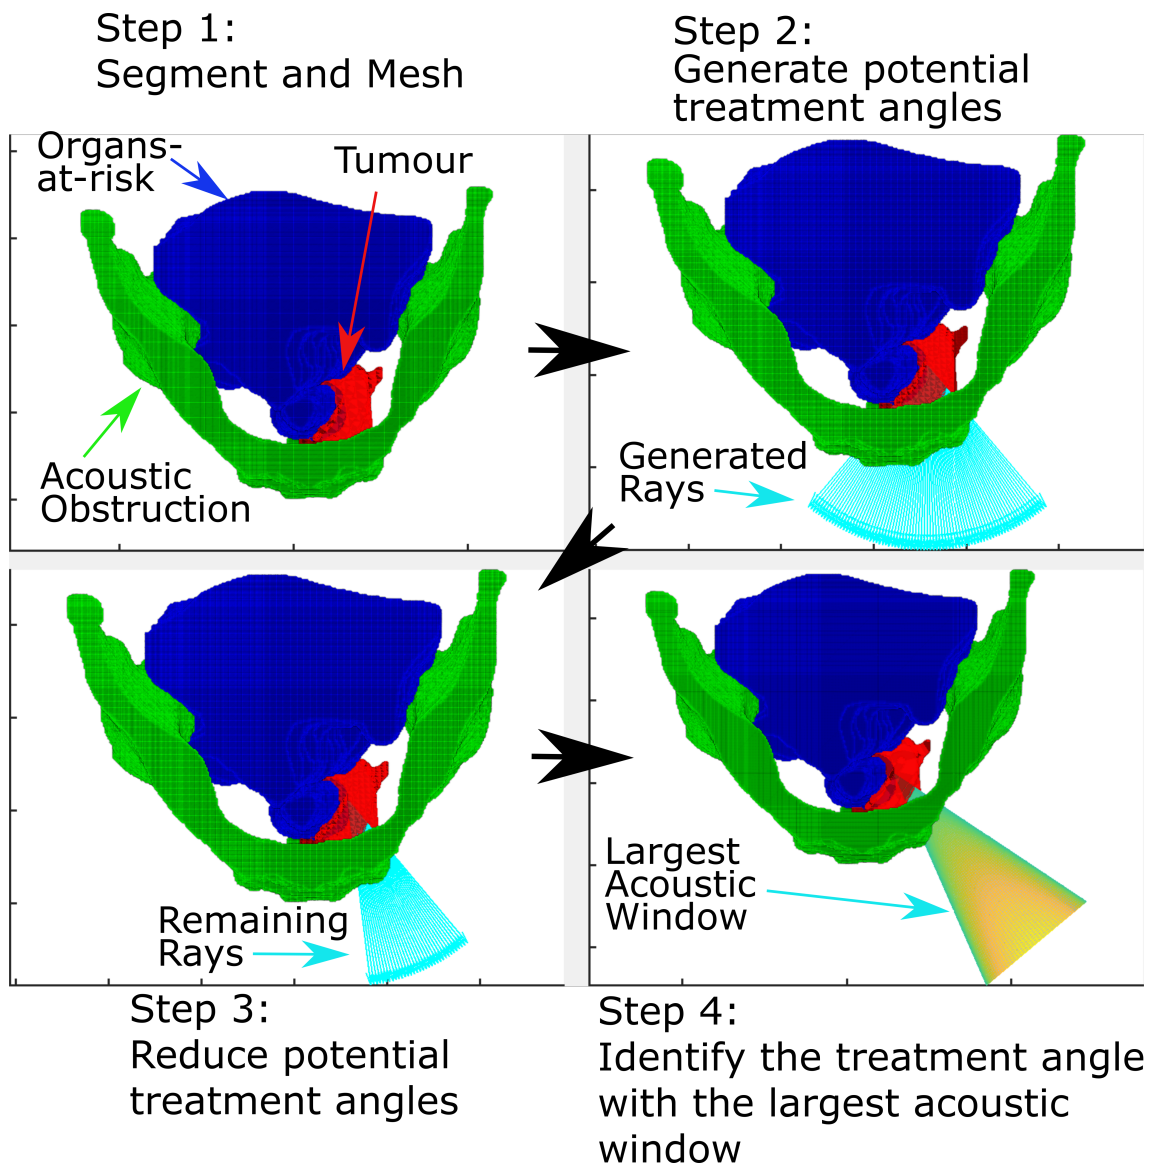 Step 1:
Segment and Mesh
Step 2:
Generate potential
treatment angles
Organs-
at-risk
Tumour
Acoustic
Obstruction
Generated
Rays
Remaining
Rays
Largest
Acoustic
Window
Step 3:
Reduce potential
treatment angles
Step 4:
Identify the treatment angle
with the largest acoustic
window